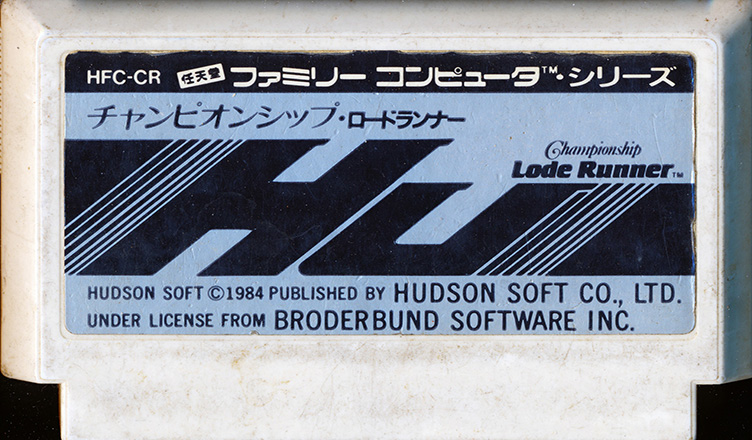 HFC-CR 任天堂 ファミリー コンピュータ™・シリーズ
チャンピオンシップ・ロードランナー
HU
Championship
Lode Runner™
HUDSON SOFT ©1984 PUBLISHED BY HUDSON SOFT CO., LTD.
UNDER LICENSE FROM BRODERBUND SOFTWARE INC.